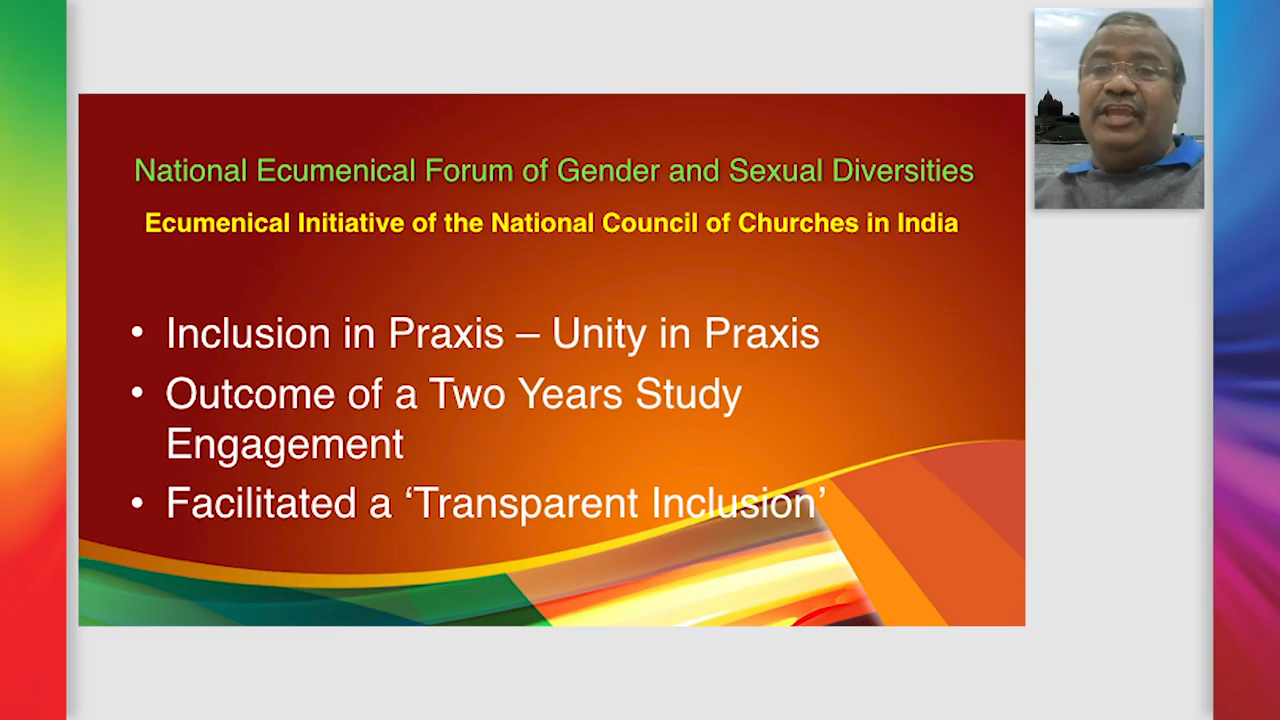 National Ecumenical Forum of Gender and Sexual Diversities
Ecumenical Initiative of the National Council of Churches in India
• Inclusion in Praxis – Unity in Praxis
• Outcome of a Two Years Study
Engagement
• Facilitated a ‘Transparent Inclusion’